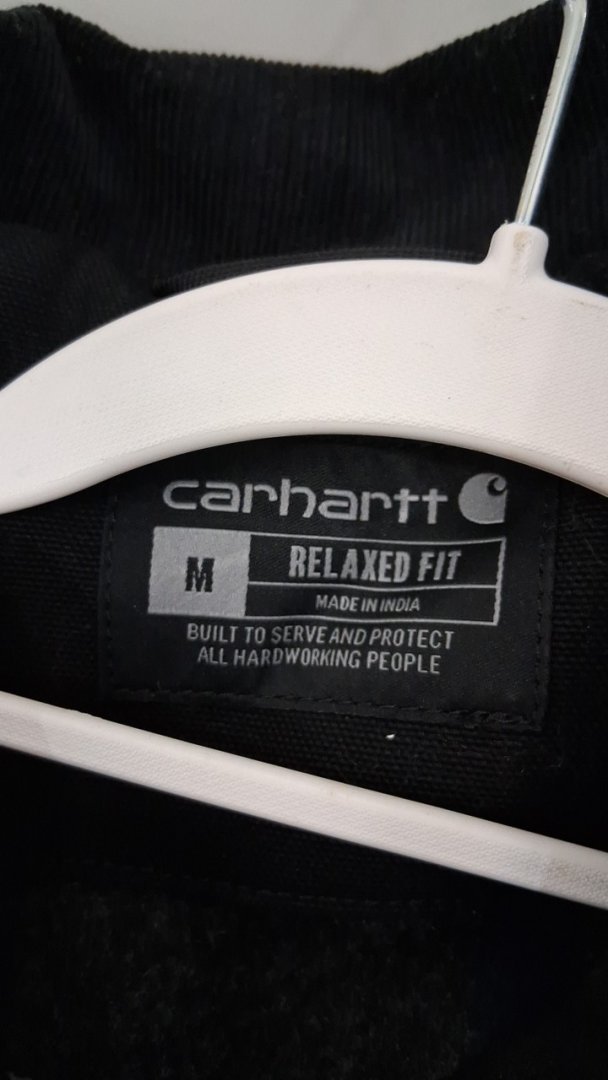 carhartt
M
RELAXED FIT
MADE IN INDIA
BUILT TO SERVE AND PROTECT
ALL HARDWORKING PEOPLE